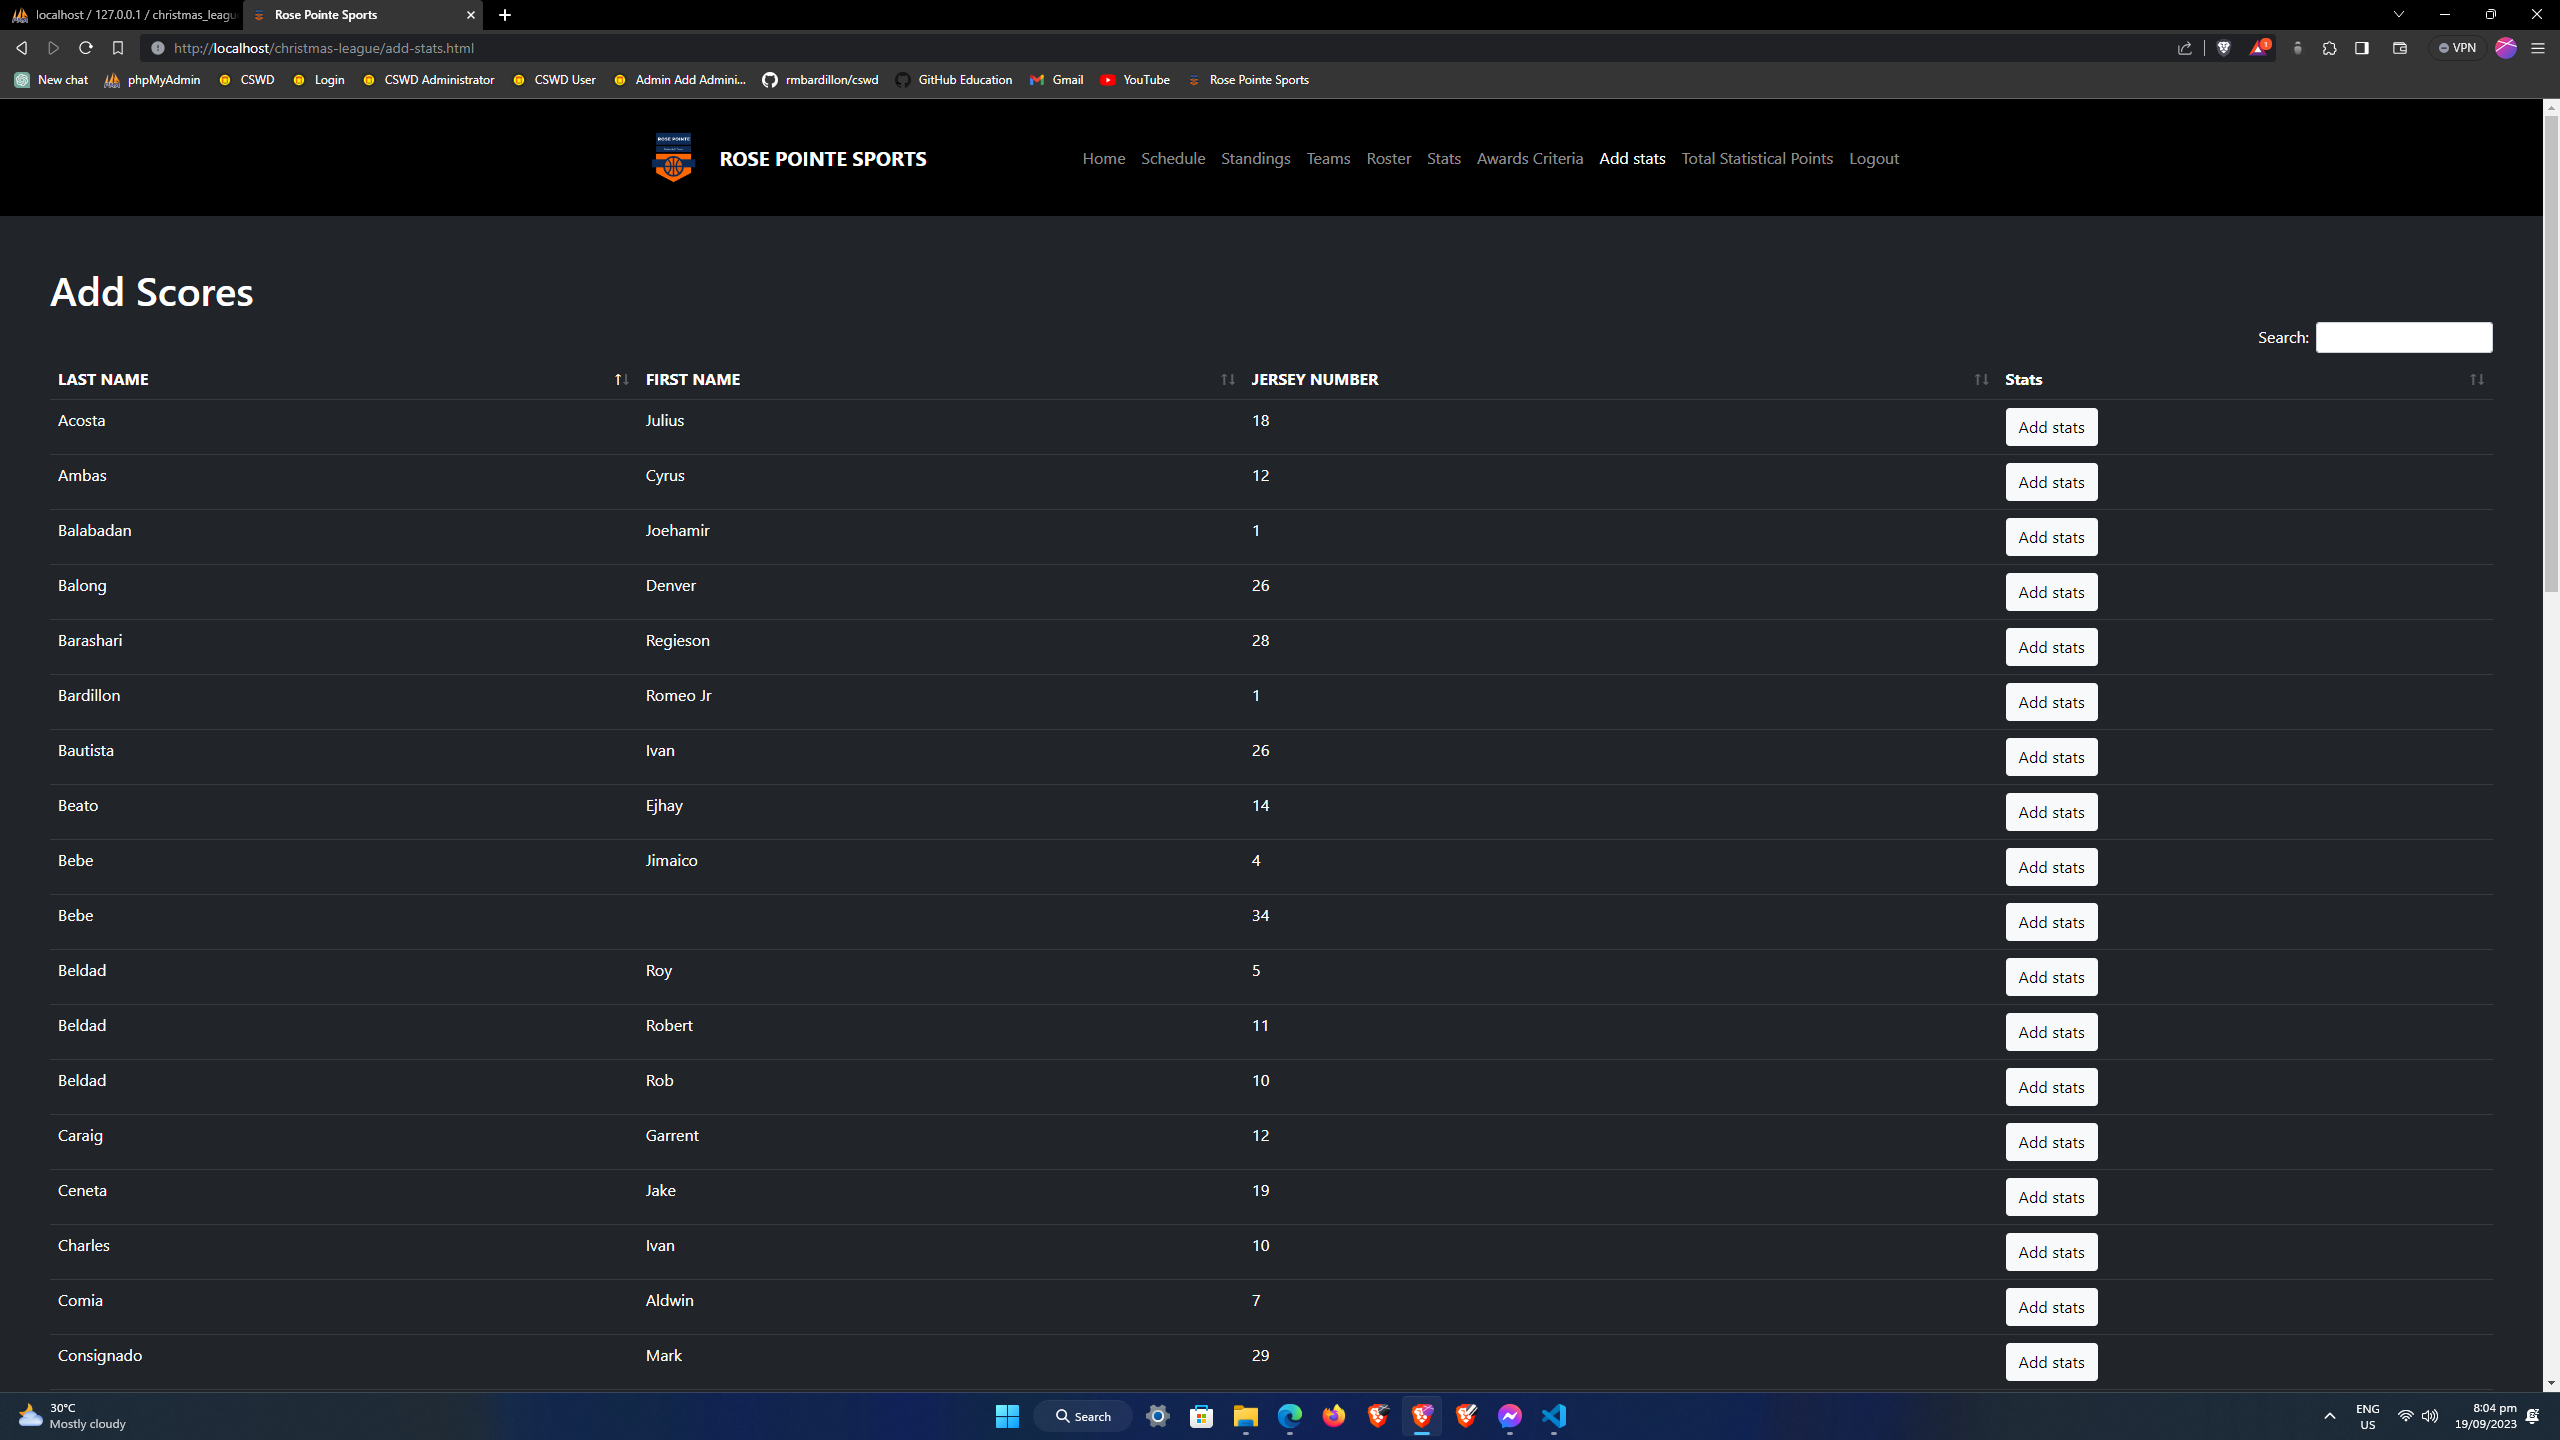 localhost / 127.0.0.1 / christmas_leagu
Rose Pointe Sports
http://localhost/christmas-league/add-stats.html
1
VPN
New chat
phpMyAdmin
CSWD
Login
CSWD Administrator
CSWD User
Admin Add Admini...
rmbardillon/cswd
GitHub Education
Gmail
YouTube
Rose Pointe Sports
ROSE POINTE
ROSE POINTE SPORTS
Home Schedule Standings Teams Roster Stats Awards Criteria Add stats Total Statistical Points Logout
Add Scores
Search:
LAST NAME FIRST NAME JERSEY NUMBER Stats
Acosta Julius 18 Add stats
Ambas Cyrus 12 Add stats
Balabadan Joehamir 1 Add stats
Balong Denver 26 Add stats
Barashari Regieson 28 Add stats
Bardillon Romeo Jr 1 Add stats
Bautista Ivan 26 Add stats
Beato Ejhay 14 Add stats
Bebe Jimaico 4 Add stats
Bebe 34 Add stats
Beldad Roy 5 Add stats
Beldad Robert 11 Add stats
Beldad Rob 10 Add stats
Caraig Garrent 12 Add stats
Ceneta Jake 19 Add stats
Charles Ivan 10 Add stats
Comia Aldwin 7 Add stats
Consignado Mark 29 Add stats
30°C
Mostly cloudy
Search
ENG
US
8:04 pm
19/09/2023